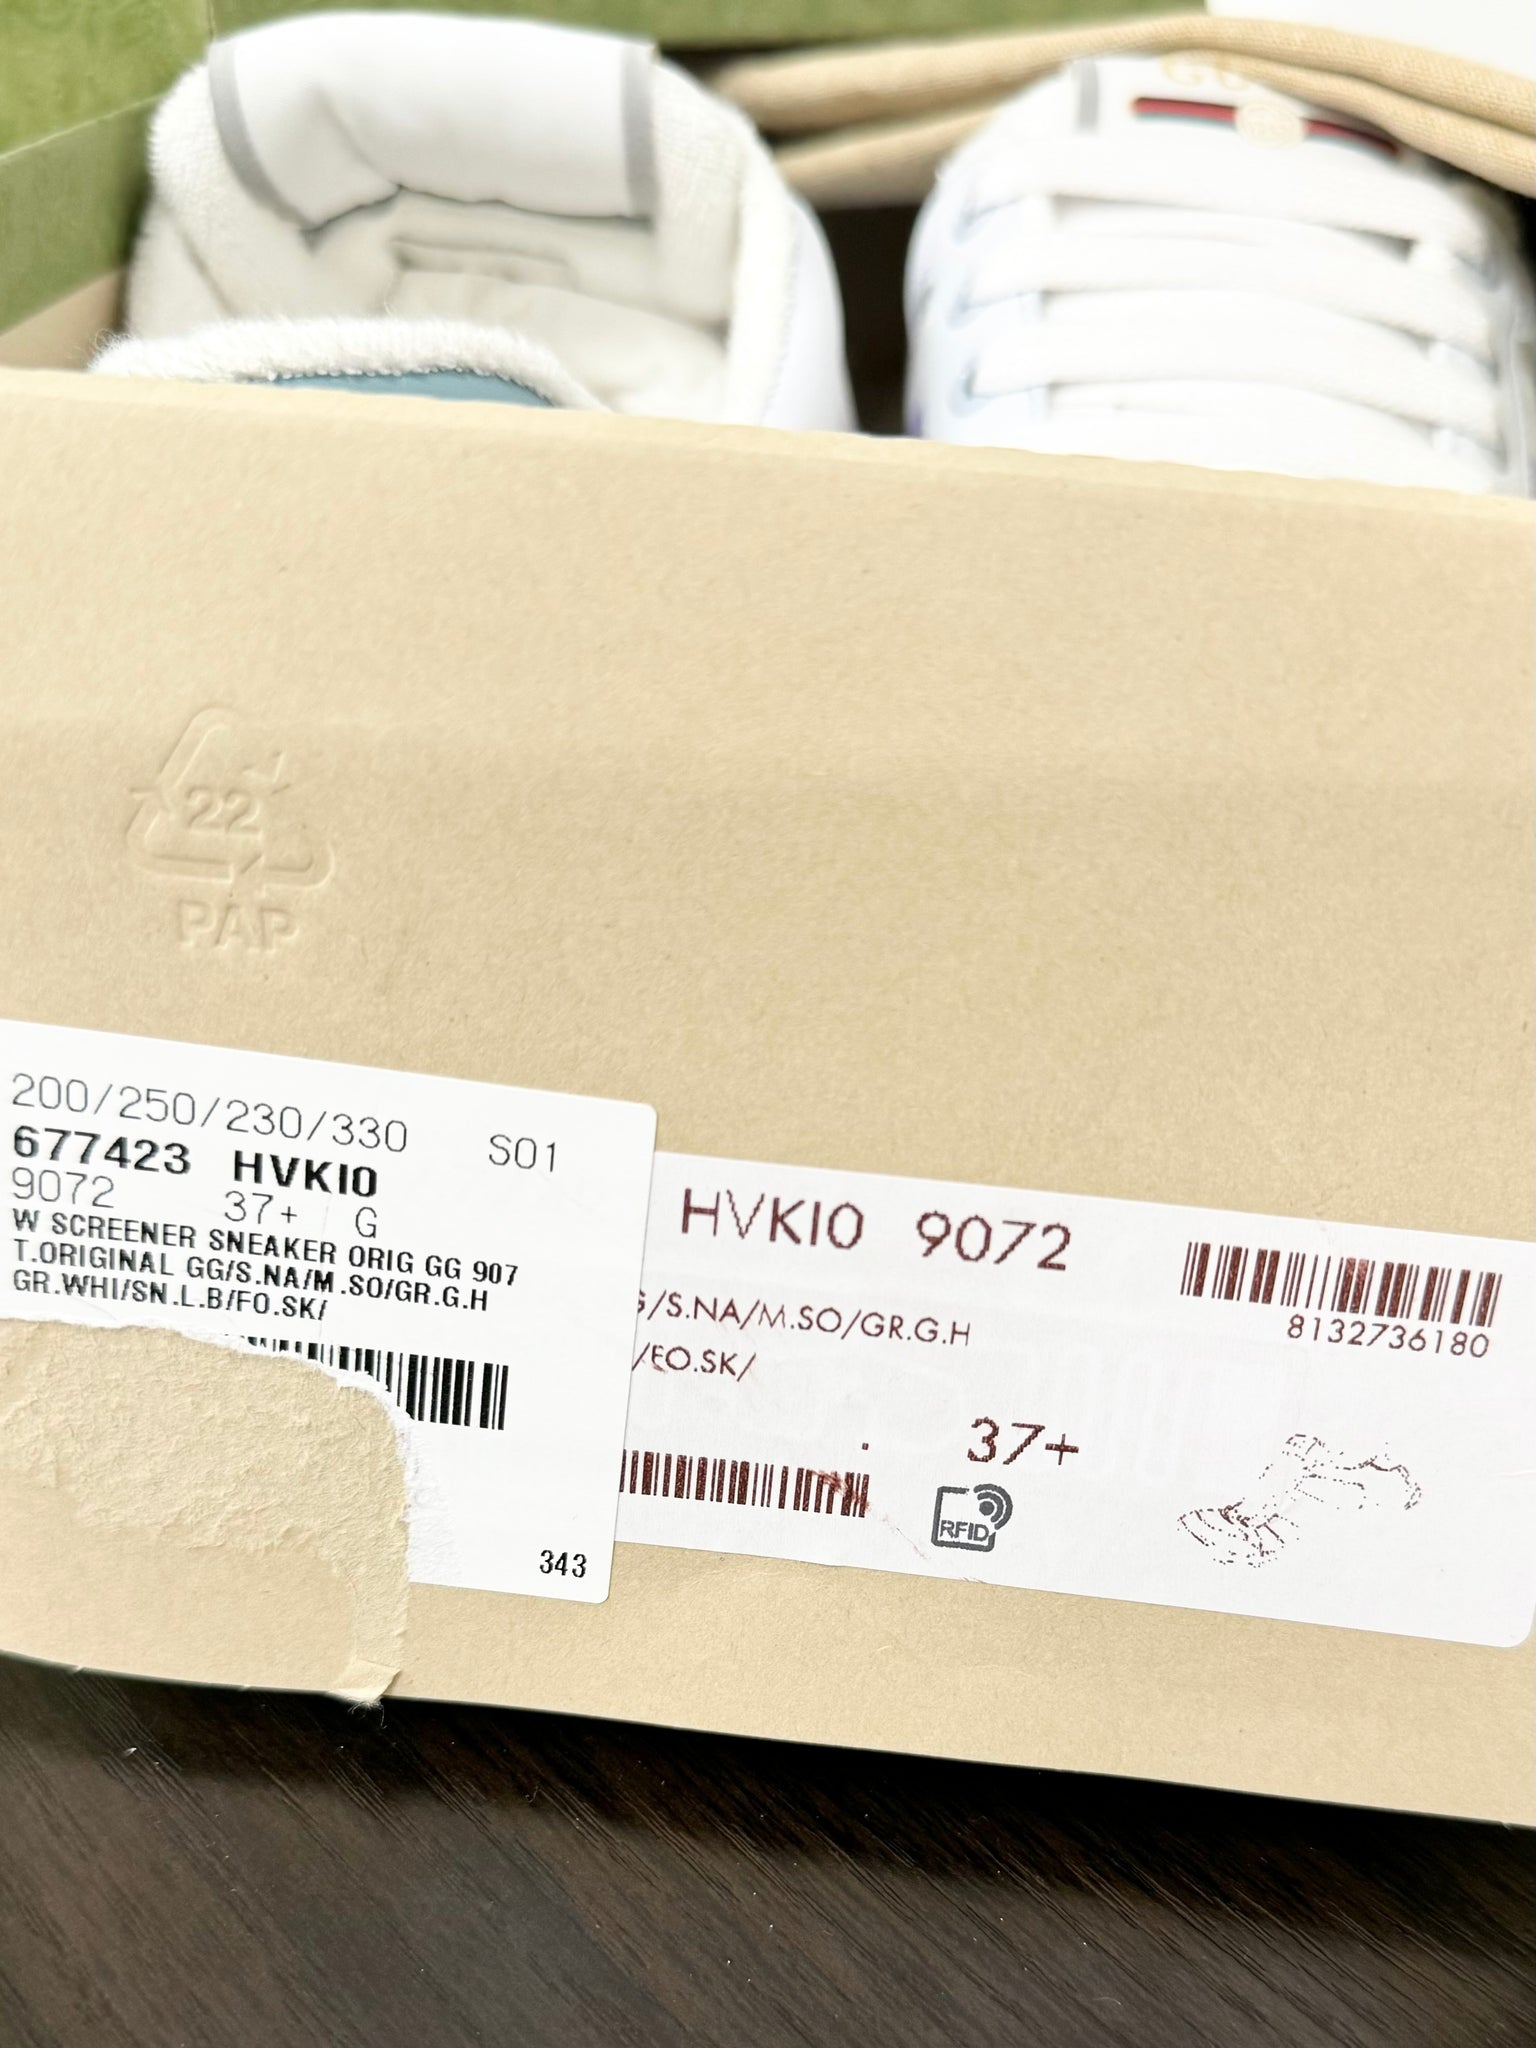 22
PAP
200/250/230/330 S01
677423 HVKI0
9072 37+ G
W SCREENER SNEAKER ORIG GG 907
T.ORIGINAL GG/S.NA/M.SO/GR.G.H
GR.WHI/SN.L.B/FO.SK/
343
HVKI0 9072
8132736180
/S.NA/M.SO/GR.G.H
/FO.SK/
37+
RFID